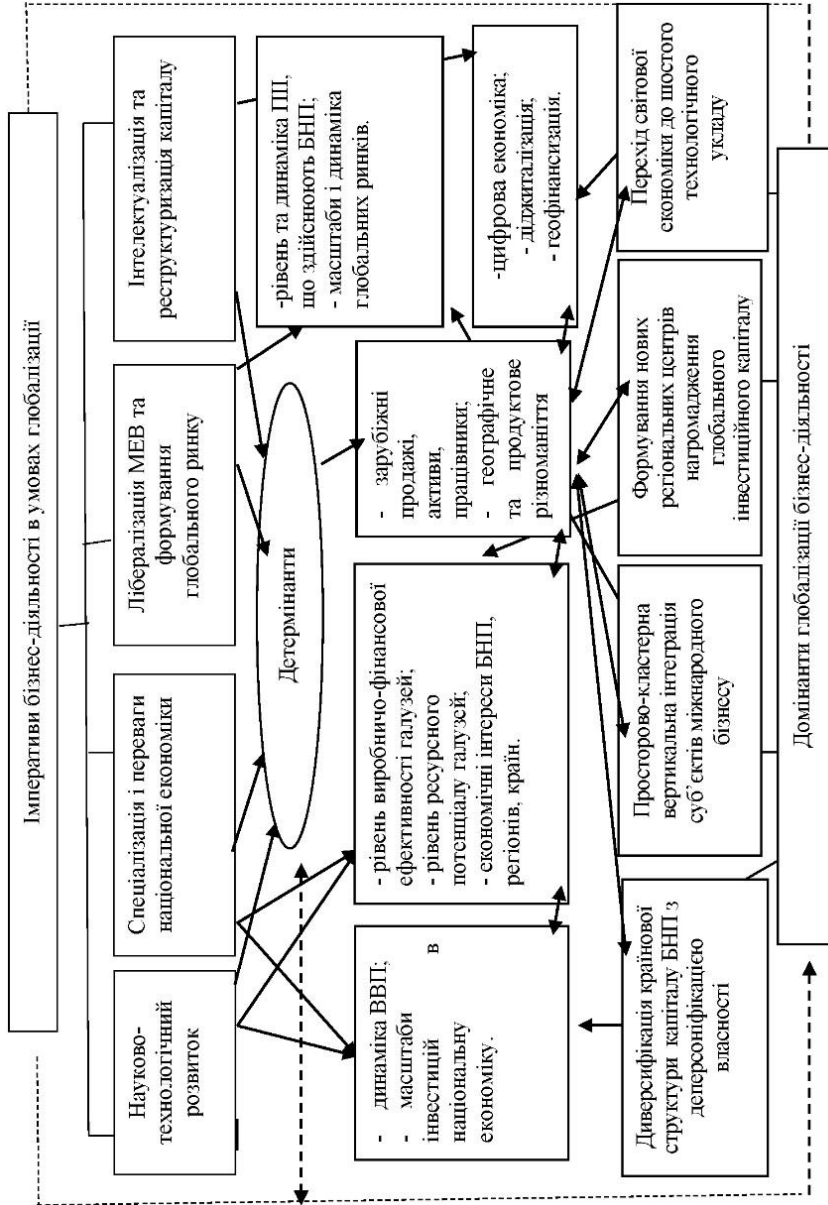 Імперативи бізнес-діяльності в умовах глобалізації
Науково-
технологічний
розвиток
Спеціалізація і переваги
національної економіки
Лібералізація МЕВ та
формування
глобального ринку
Інтелектуалізація та
реструктуризація капіталу
Детермінанти
-рівень та динаміка ПІІ,
що здійснюють БНП;
- масштаби і динаміка
глобальних ринків.
- динаміка ВВП;
- масштаби
інвестицій в
національну
економіку.
- рівень виробничо-фінансової
ефективності галузей;
- рівень ресурсного
потенціалу галузей;
- економічні інтереси БНП,
регіонів, країн.
- зарубіжні
продажі,
активи,
працівники;
- географічне
та продуктове
різноманіття
-цифрова економіка;
- діджиталізація;
- геофінансизація.
Диверсифікація країнової
структури капіталу БНП з
деперсоніфікацією
власності
Просторово-кластерна
вертикальна інтеграція
суб`єктів міжнародного
бізнесу
Формування нових
регіональних центрів
нагромадження
глобального
інвестиційного капіталу
Перехід світової
економіки до шостого
технологічного
укладу
Домінанти глобалізації бізнес-діяльності